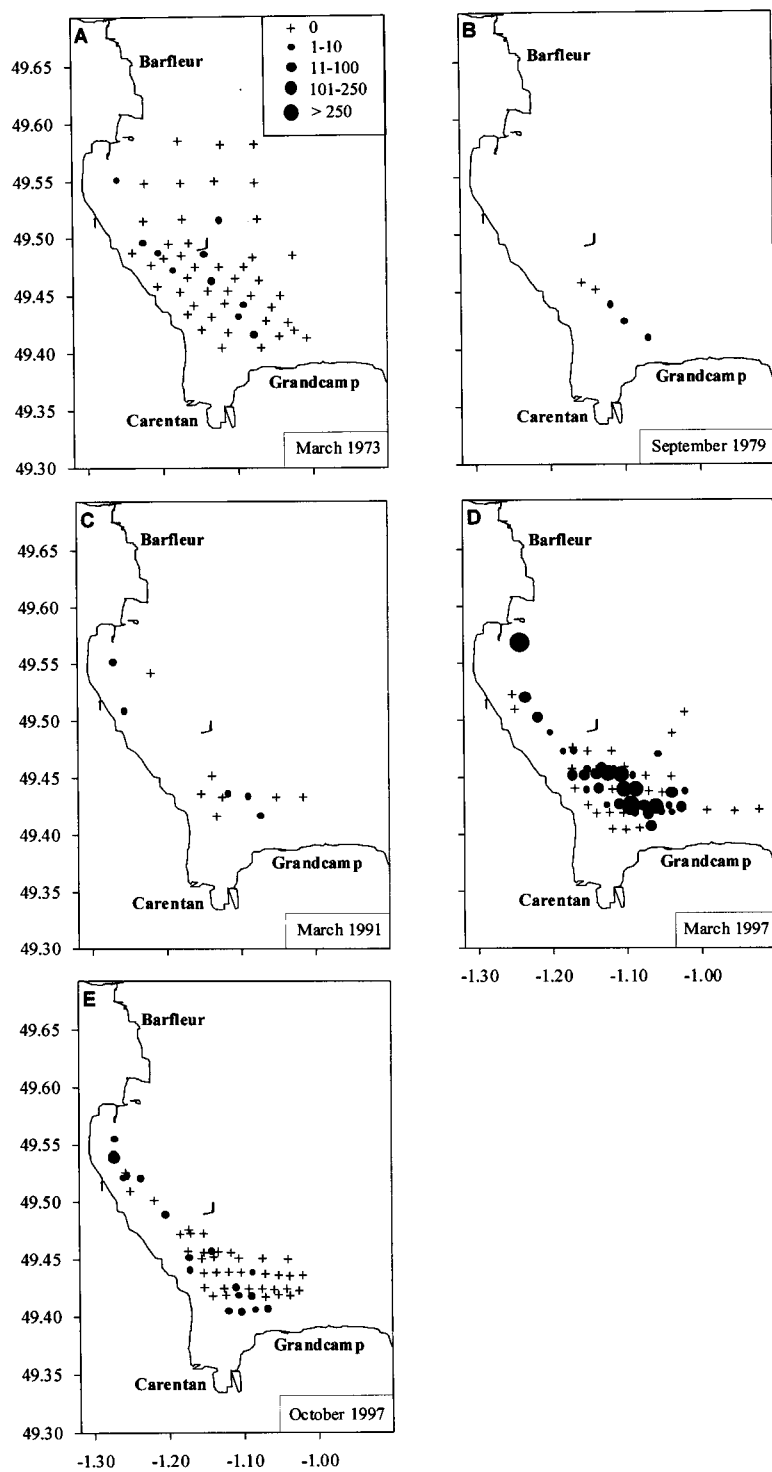 A
+ 0
● 1-10
● 11-100
● 101-250
● > 250
Barfleur
49.65
49.60
49.55
49.50
49.45
49.40
49.35
49.30
Grandcamp
Carentan
March 1973
B
Barfleur
Grandcamp
Carentan
September 1979
C
Barfleur
49.65
49.60
49.55
49.50
49.45
49.40
49.35
49.30
Grandcamp
Carentan
March 1991
D
Barfleur
Grandcamp
Carentan
March 1997
-1.30 -1.20 -1.10 -1.00
E
Barfleur
49.65
49.60
49.55
49.50
49.45
49.40
49.35
49.30
Grandcamp
Carentan
October 1997
-1.30 -1.20 -1.10 -1.00